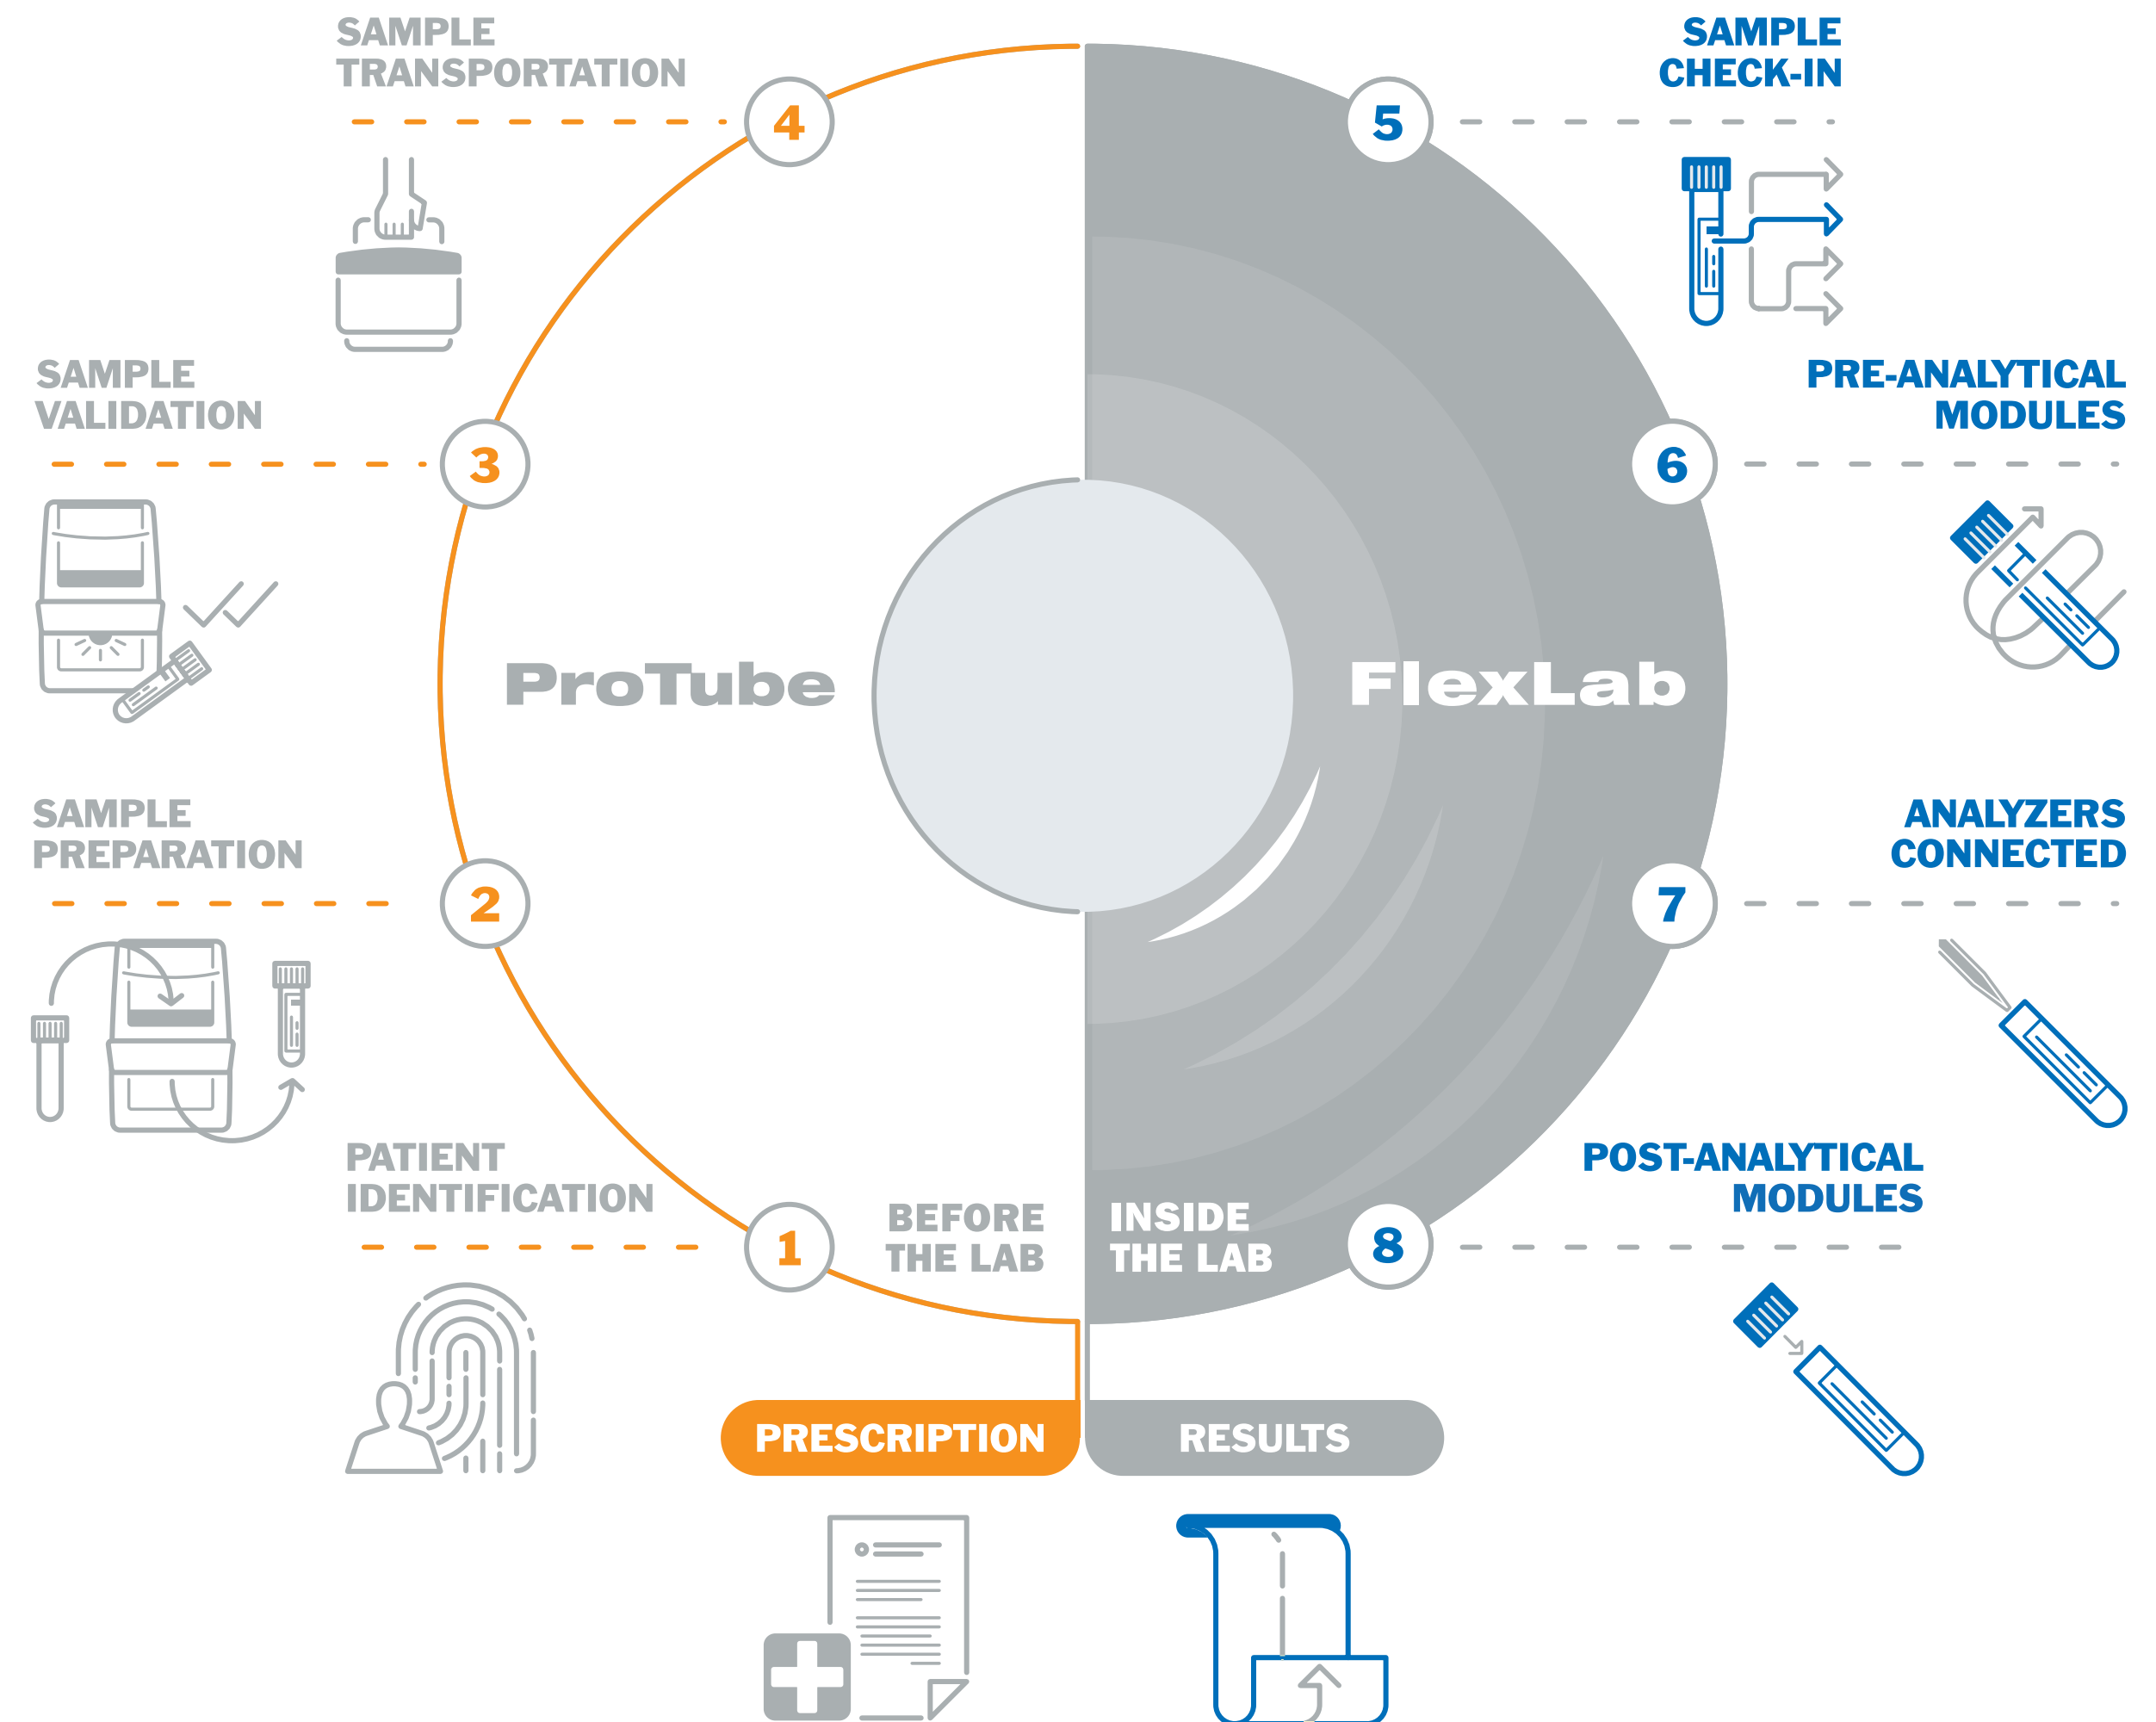 SAMPLE
TRANSPORTATION
4
SAMPLE
VALIDATION
3
SAMPLE
PREPARATION
2
PATIENT
IDENTIFICATION
1
ProTube
BEFORE
THE LAB
PRESCRIPTION
SAMPLE
CHECK-IN
5
PRE-ANALYTICAL
MODULES
6
FlexLab
ANALYZERS
CONNECTED
7
POST-ANALYTICAL
MODULES
8
INSIDE
THE LAB
RESULTS